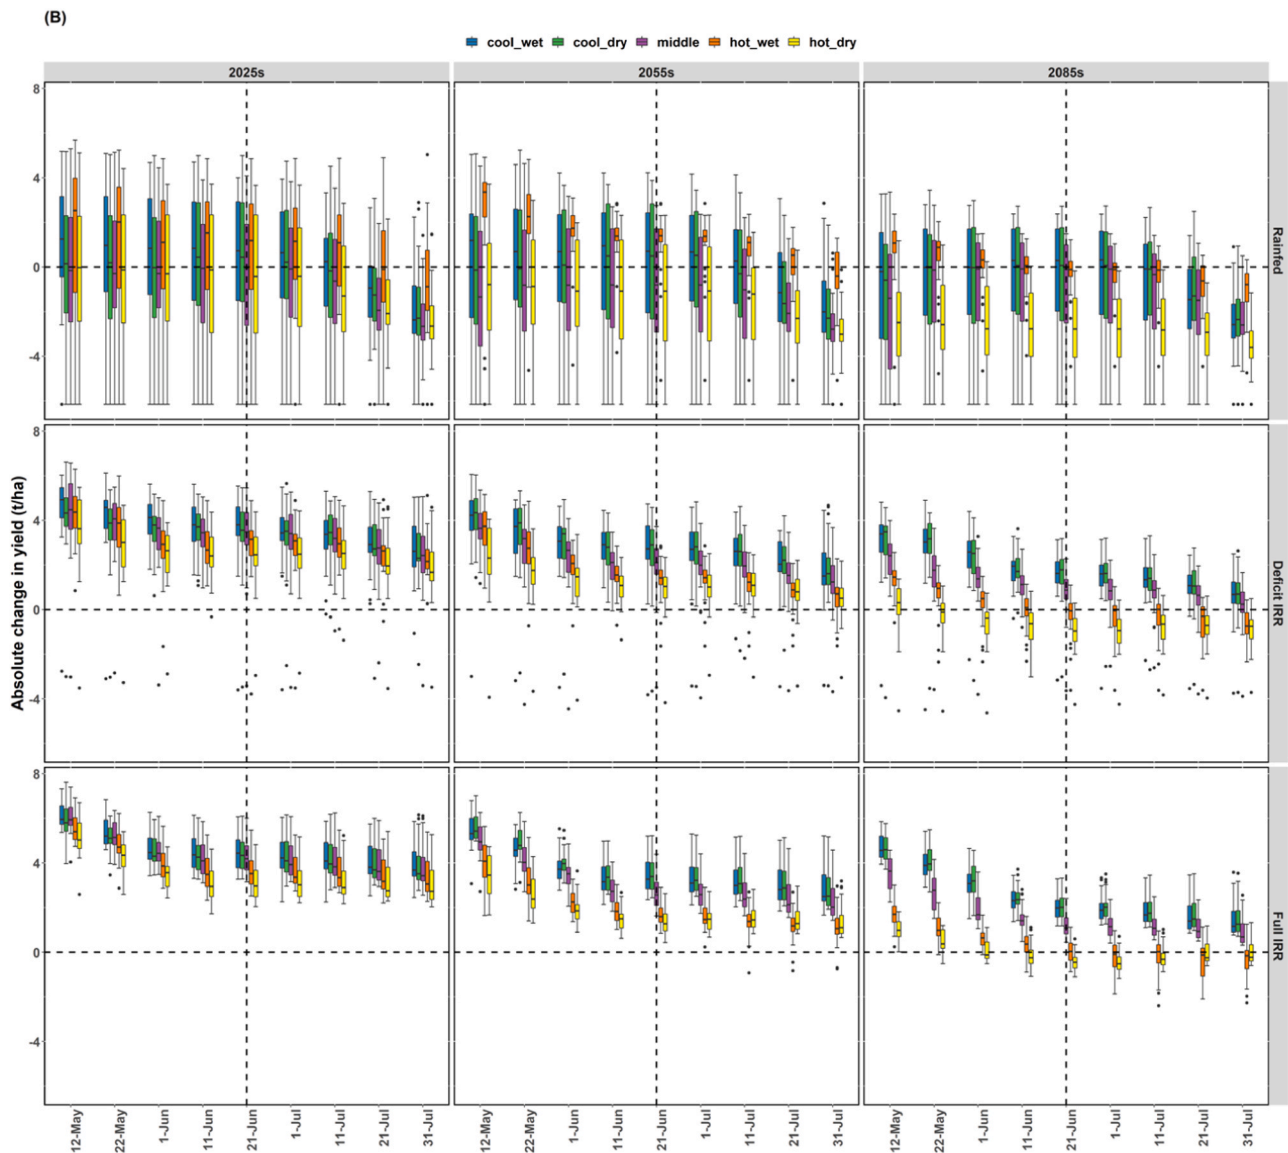 (B)
cool_wet cool_dry middle hot_wet hot_dry
2025s 2055s 2085s
Absolute change in yield (t/ha)
8
4
0
-4
Rainfed
8
4
0
-4
Deficit IRR
8
4
0
-4
Full IRR
12-May 22-May 1-Jun 11-Jun 21-Jun 1-Jul 11-Jul 21-Jul 31-Jul 12-May 22-May 1-Jun 11-Jun 21-Jun 1-Jul 11-Jul 21-Jul 31-Jul 12-May 22-May 1-Jun 11-Jun 21-Jun 1-Jul 11-Jul 21-Jul 31-Jul